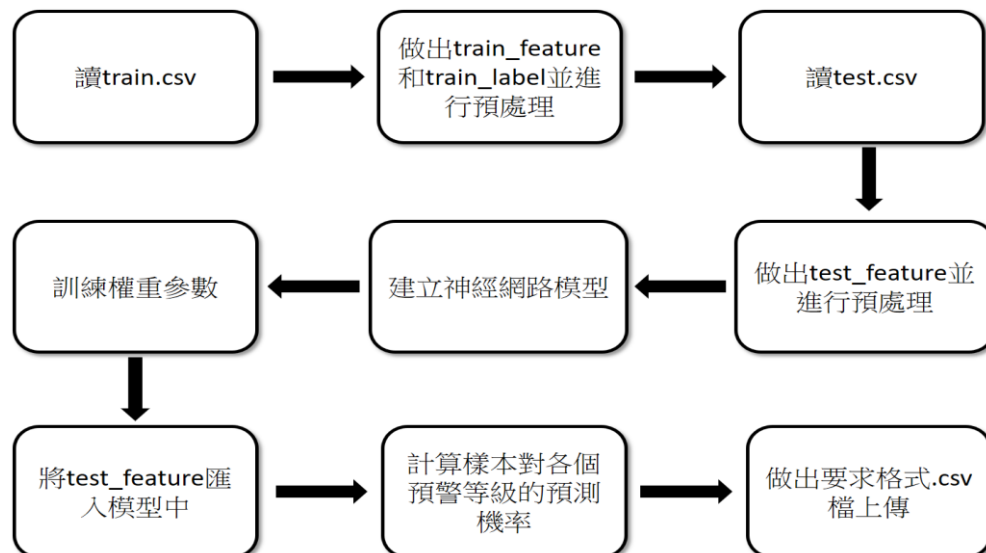 讀train.csv
做出train_feature
和train_label並進
行預處理
讀test.csv
做出test_feature並
進行預處理
建立神經網路模型
訓練權重參數
將test_feature匯
入模型中
計算樣本對各個
預警等級的預測
機率
做出要求格式.csv
檔上傳